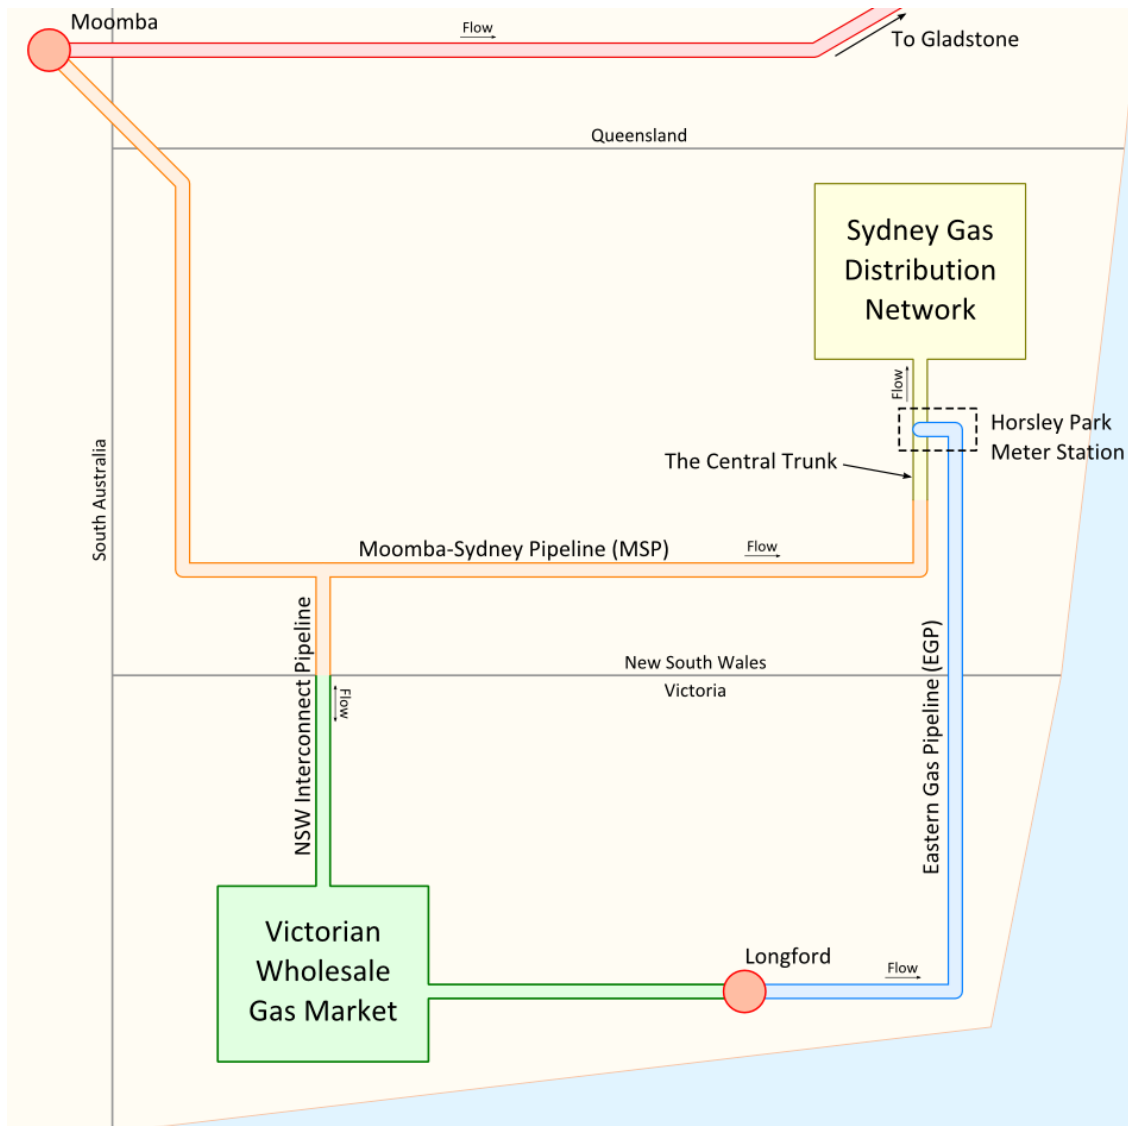 Moomba
Flow
To Gladstone
Queensland
Sydney Gas
Distribution
Network
Flow
Horsley Park
Meter Station
The Central Trunk
South Australia
Moomba-Sydney Pipeline (MSP)
Flow
NSW Interconnect Pipeline
New South Wales
Victoria
Flow
Eastern Gas Pipeline (EGP)
Victorian
Wholesale
Gas Market
Longford
Flow